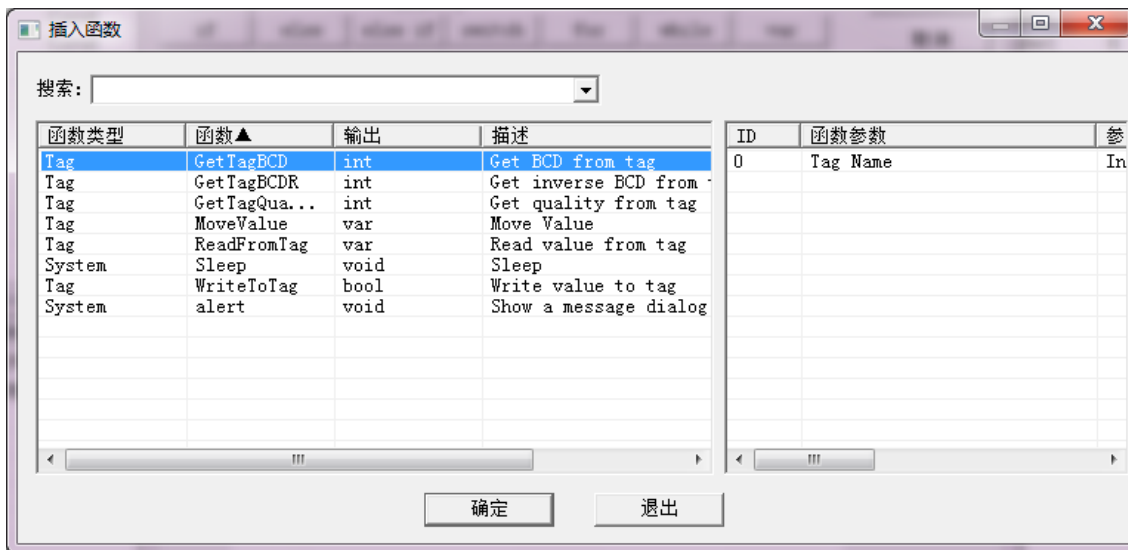 插入函数
搜索:
函数类型 函数▲ 输出 描述
Tag GetTagBCD int Get BCD from tag
Tag GetTagBCDR int Get inverse BCD from
Tag GetTagQua... int Get quality from tag
Tag MoveValue var Move Value
Tag ReadFromTag var Read value from tag
System Sleep void Sleep
Tag WriteToTag bool Write value to tag
System alert void Show a message dialog
ID 函数参数 参
0 Tag Name In
确定 退出